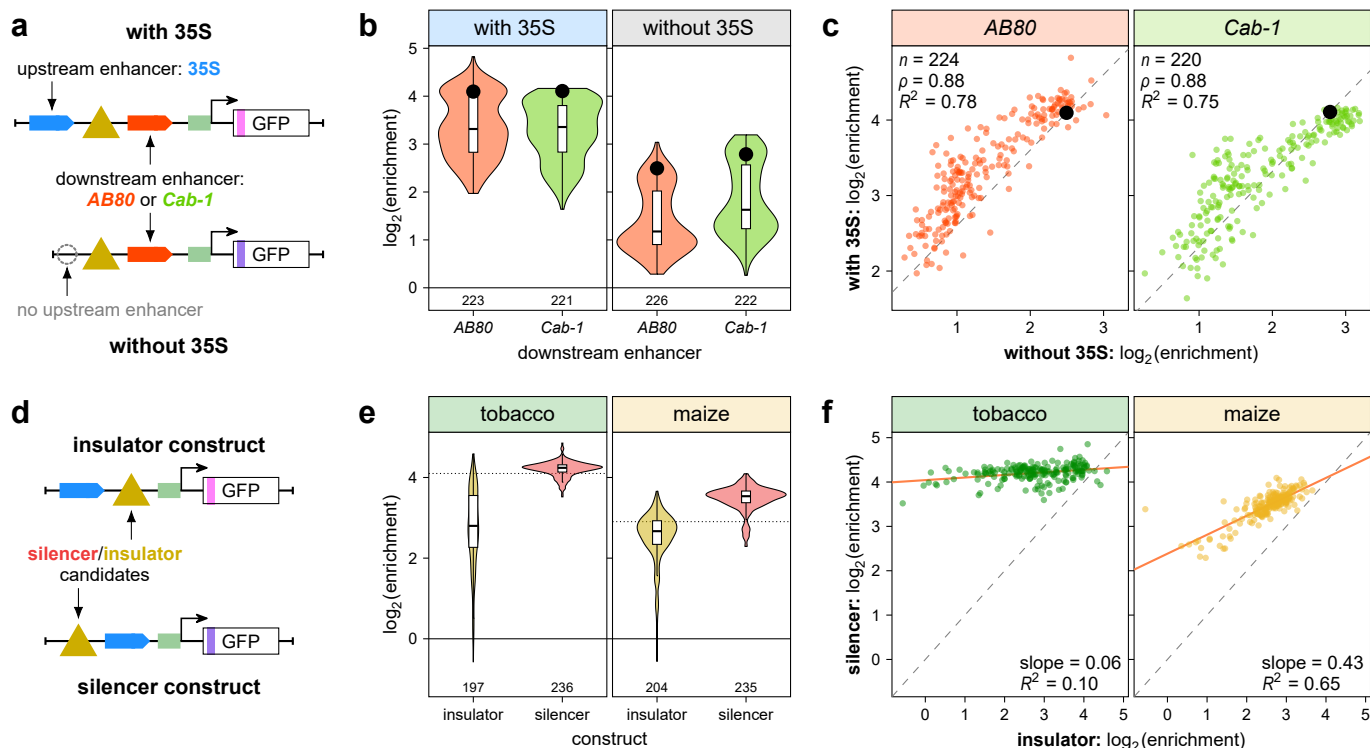 a
with 35S
upstream enhancer: 35S
GFP
downstream enhancer:
AB80 or Cab-1
GFP
no upstream enhancer
without 35S
b
with 35S
without 35S
log2(enrichment)
5
4
3
2
1
0
223
221
226
222
AB80
Cab-1
AB80
Cab-1
downstream enhancer
c
AB80
Cab-1
n = 224
ρ = 0.88
R² = 0.78
n = 220
ρ = 0.88
R² = 0.75
with 35S: log2(enrichment)
4
3
2
1
2
3
1
2
3
without 35S: log2(enrichment)
d
insulator construct
GFP
silencer/insulator
candidates
GFP
silencer construct
e
tobacco
maize
log2(enrichment)
4
2
0
197
236
204
235
insulator
silencer
insulator
silencer
construct
f
tobacco
maize
silencer: log2(enrichment)
5
4
3
2
1
0
slope = 0.06
R² = 0.10
slope = 0.43
R² = 0.65
0
1
2
3
4
5
0
1
2
3
4
5
insulator: log2(enrichment)